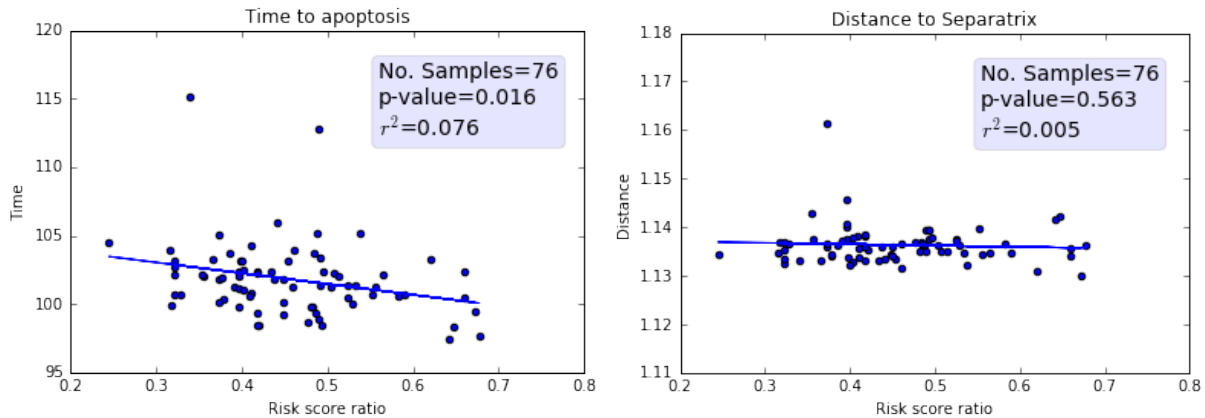 Time to apoptosis
120
115
110
105
100
95
Time
No. Samples=76
p-value=0.016
r²=0.076
0.2 0.3 0.4 0.5 0.6 0.7 0.8
Risk score ratio
Distance to Separatrix
1.18
1.17
1.16
1.15
1.14
1.13
1.12
1.11
Distance
No. Samples=76
p-value=0.563
r²=0.005
0.2 0.3 0.4 0.5 0.6 0.7 0.8
Risk score ratio